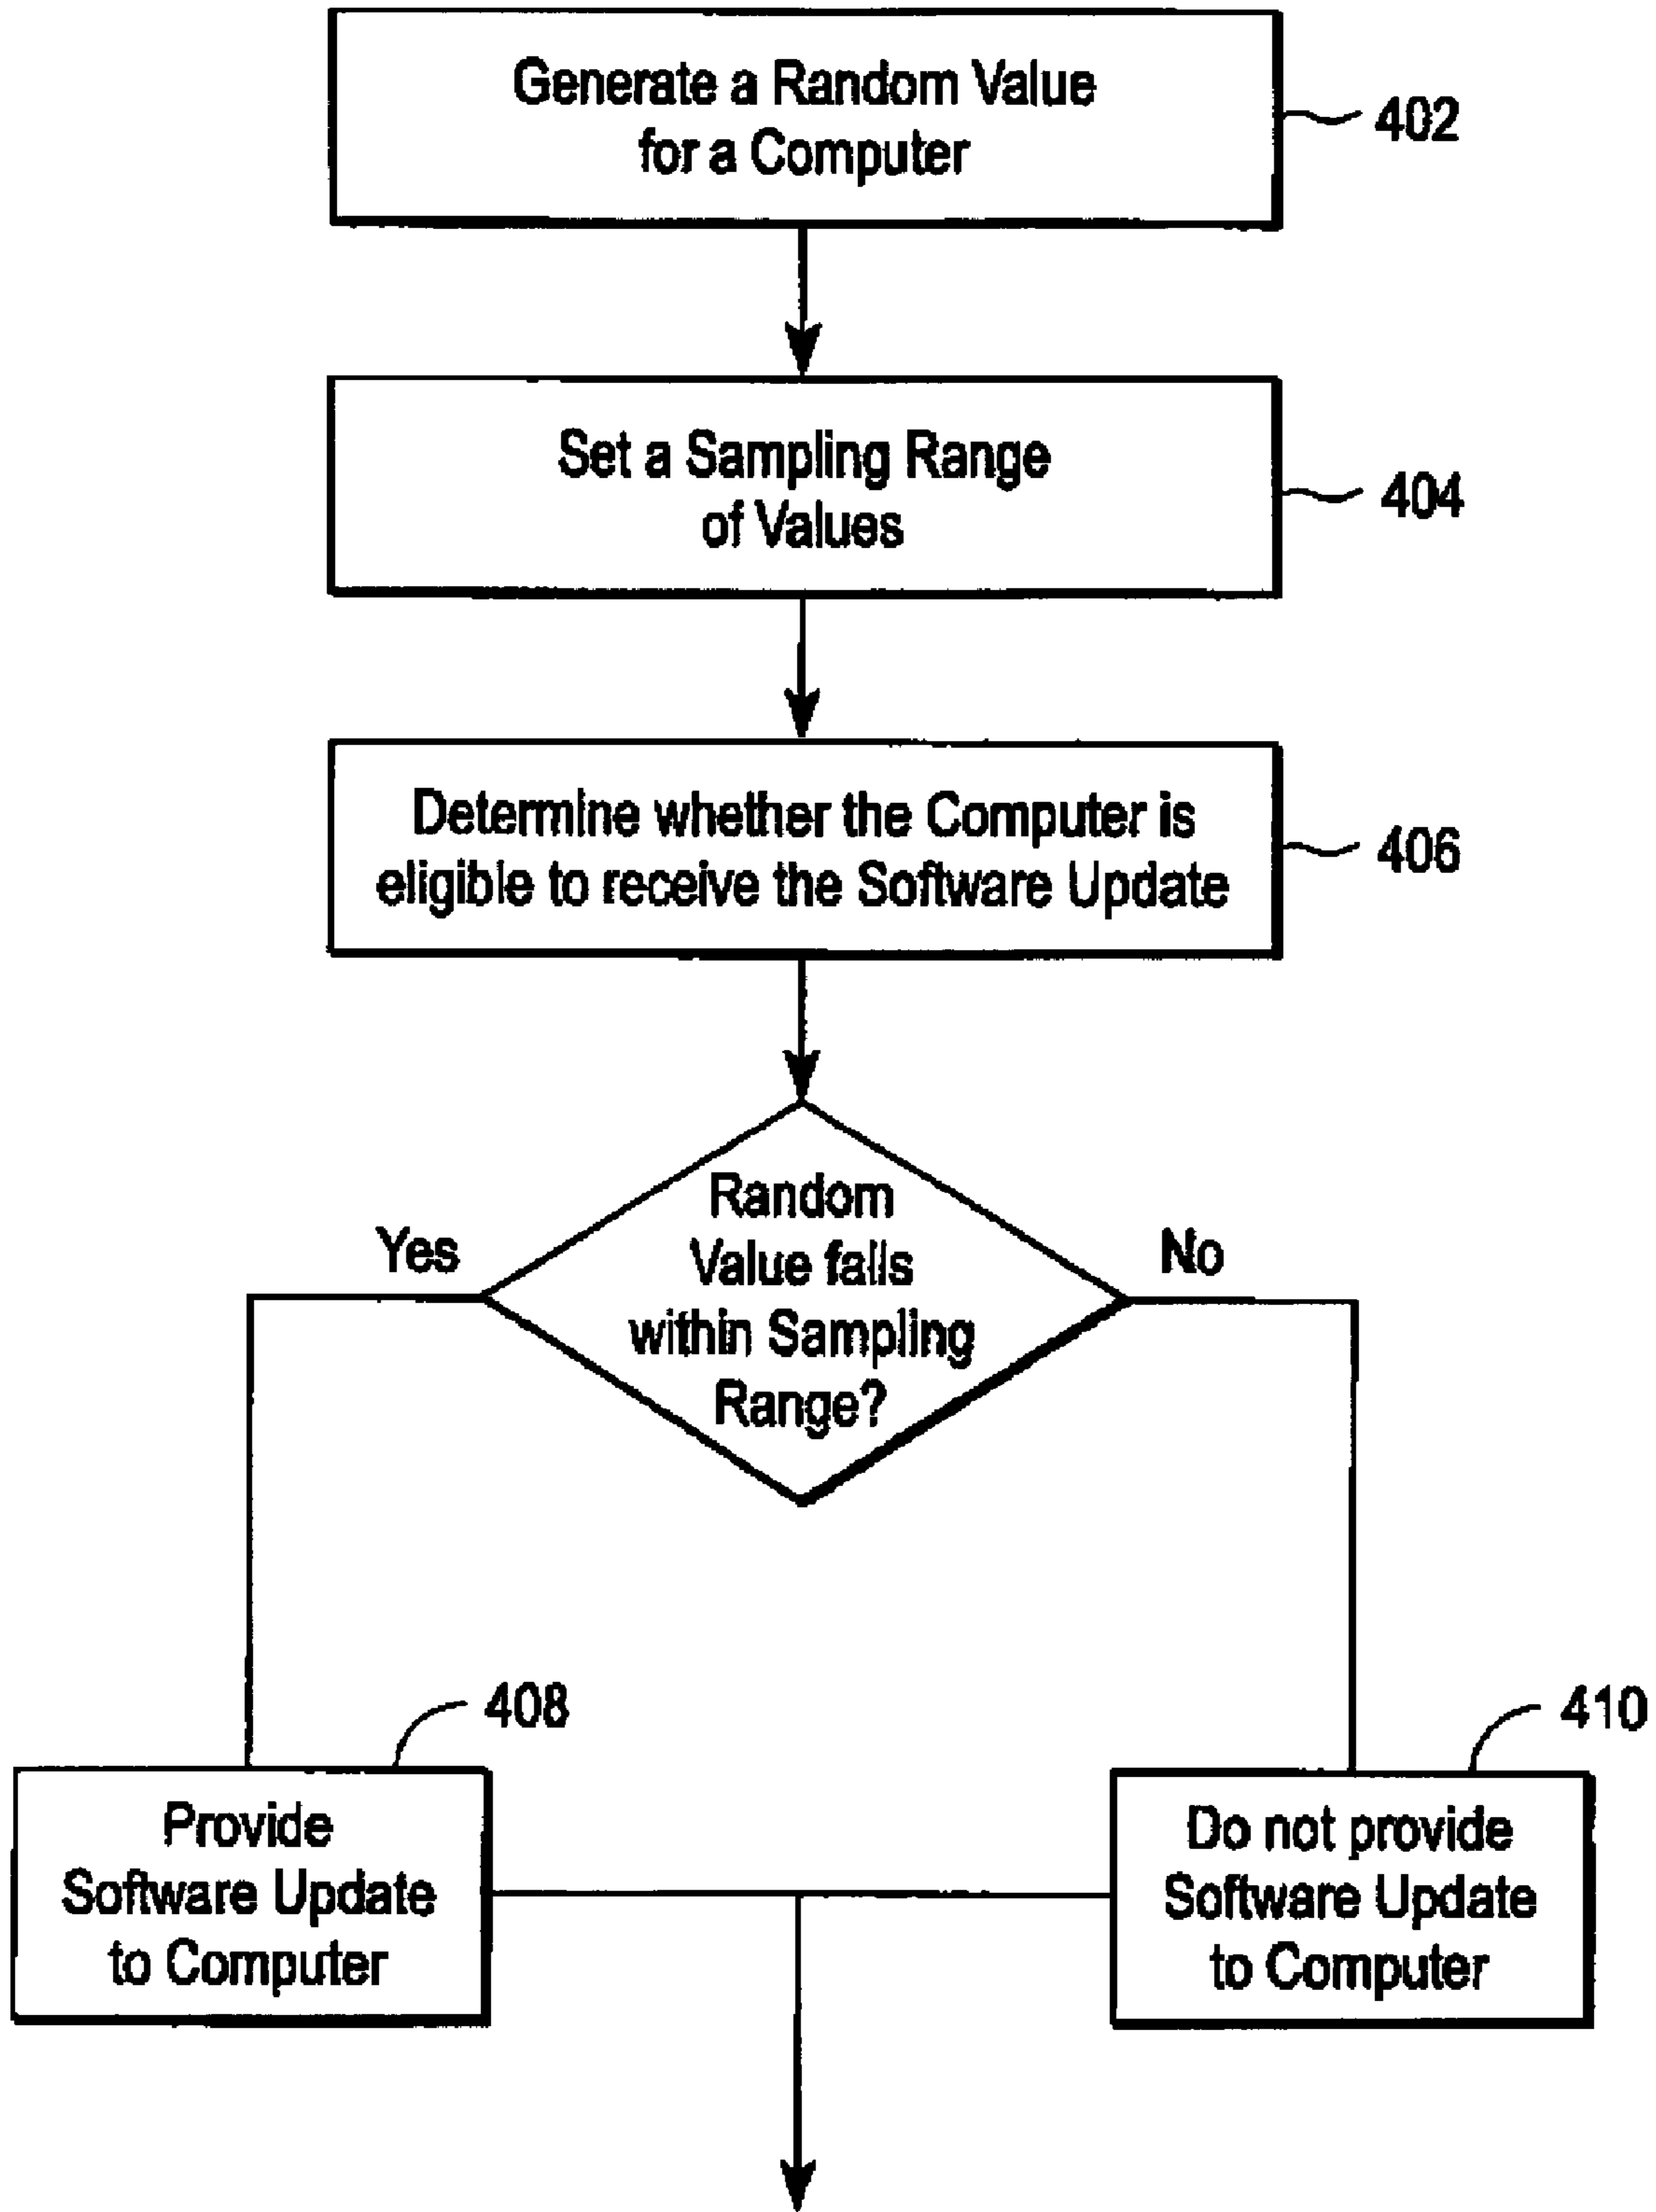 Generate a Random Value
for a Computer
402
Set a Sampling Range
of Values
404
Determine whether the Computer is
eligible to receive the Software Update
406
Random
Value falls
within Sampling
Range?
Yes
No
408
Provide
Software Update
to Computer
410
Do not provide
Software Update
to Computer